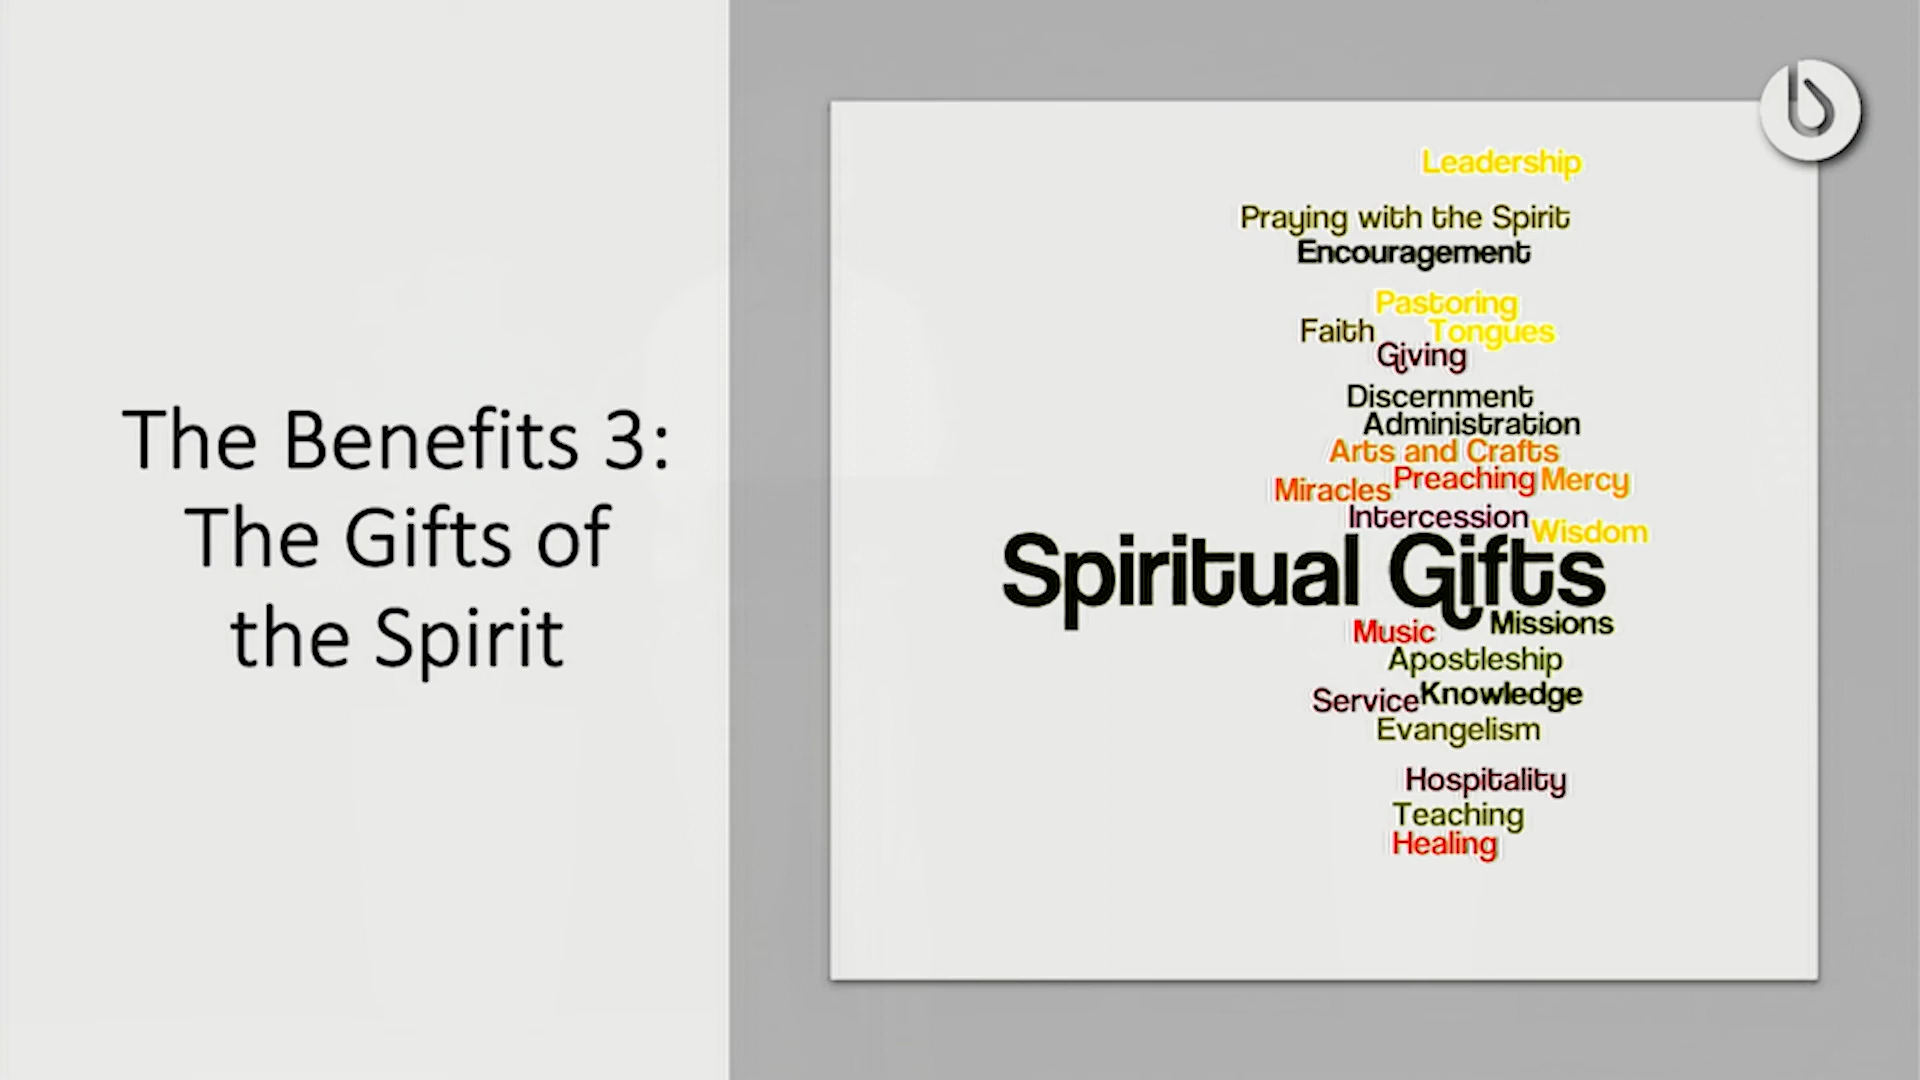 The Benefits 3:
The Gifts of
the Spirit
Leadership
Praying with the Spirit
Encouragement
Pastoring
Faith Tongues
Giving
Discernment
Administration
Arts and Crafts
Miracles Preaching Mercy
Intercession Wisdom
Spiritual Gifts
Music Missions
Apostleship
Service Knowledge
Evangelism
Hospitality
Teaching
Healing